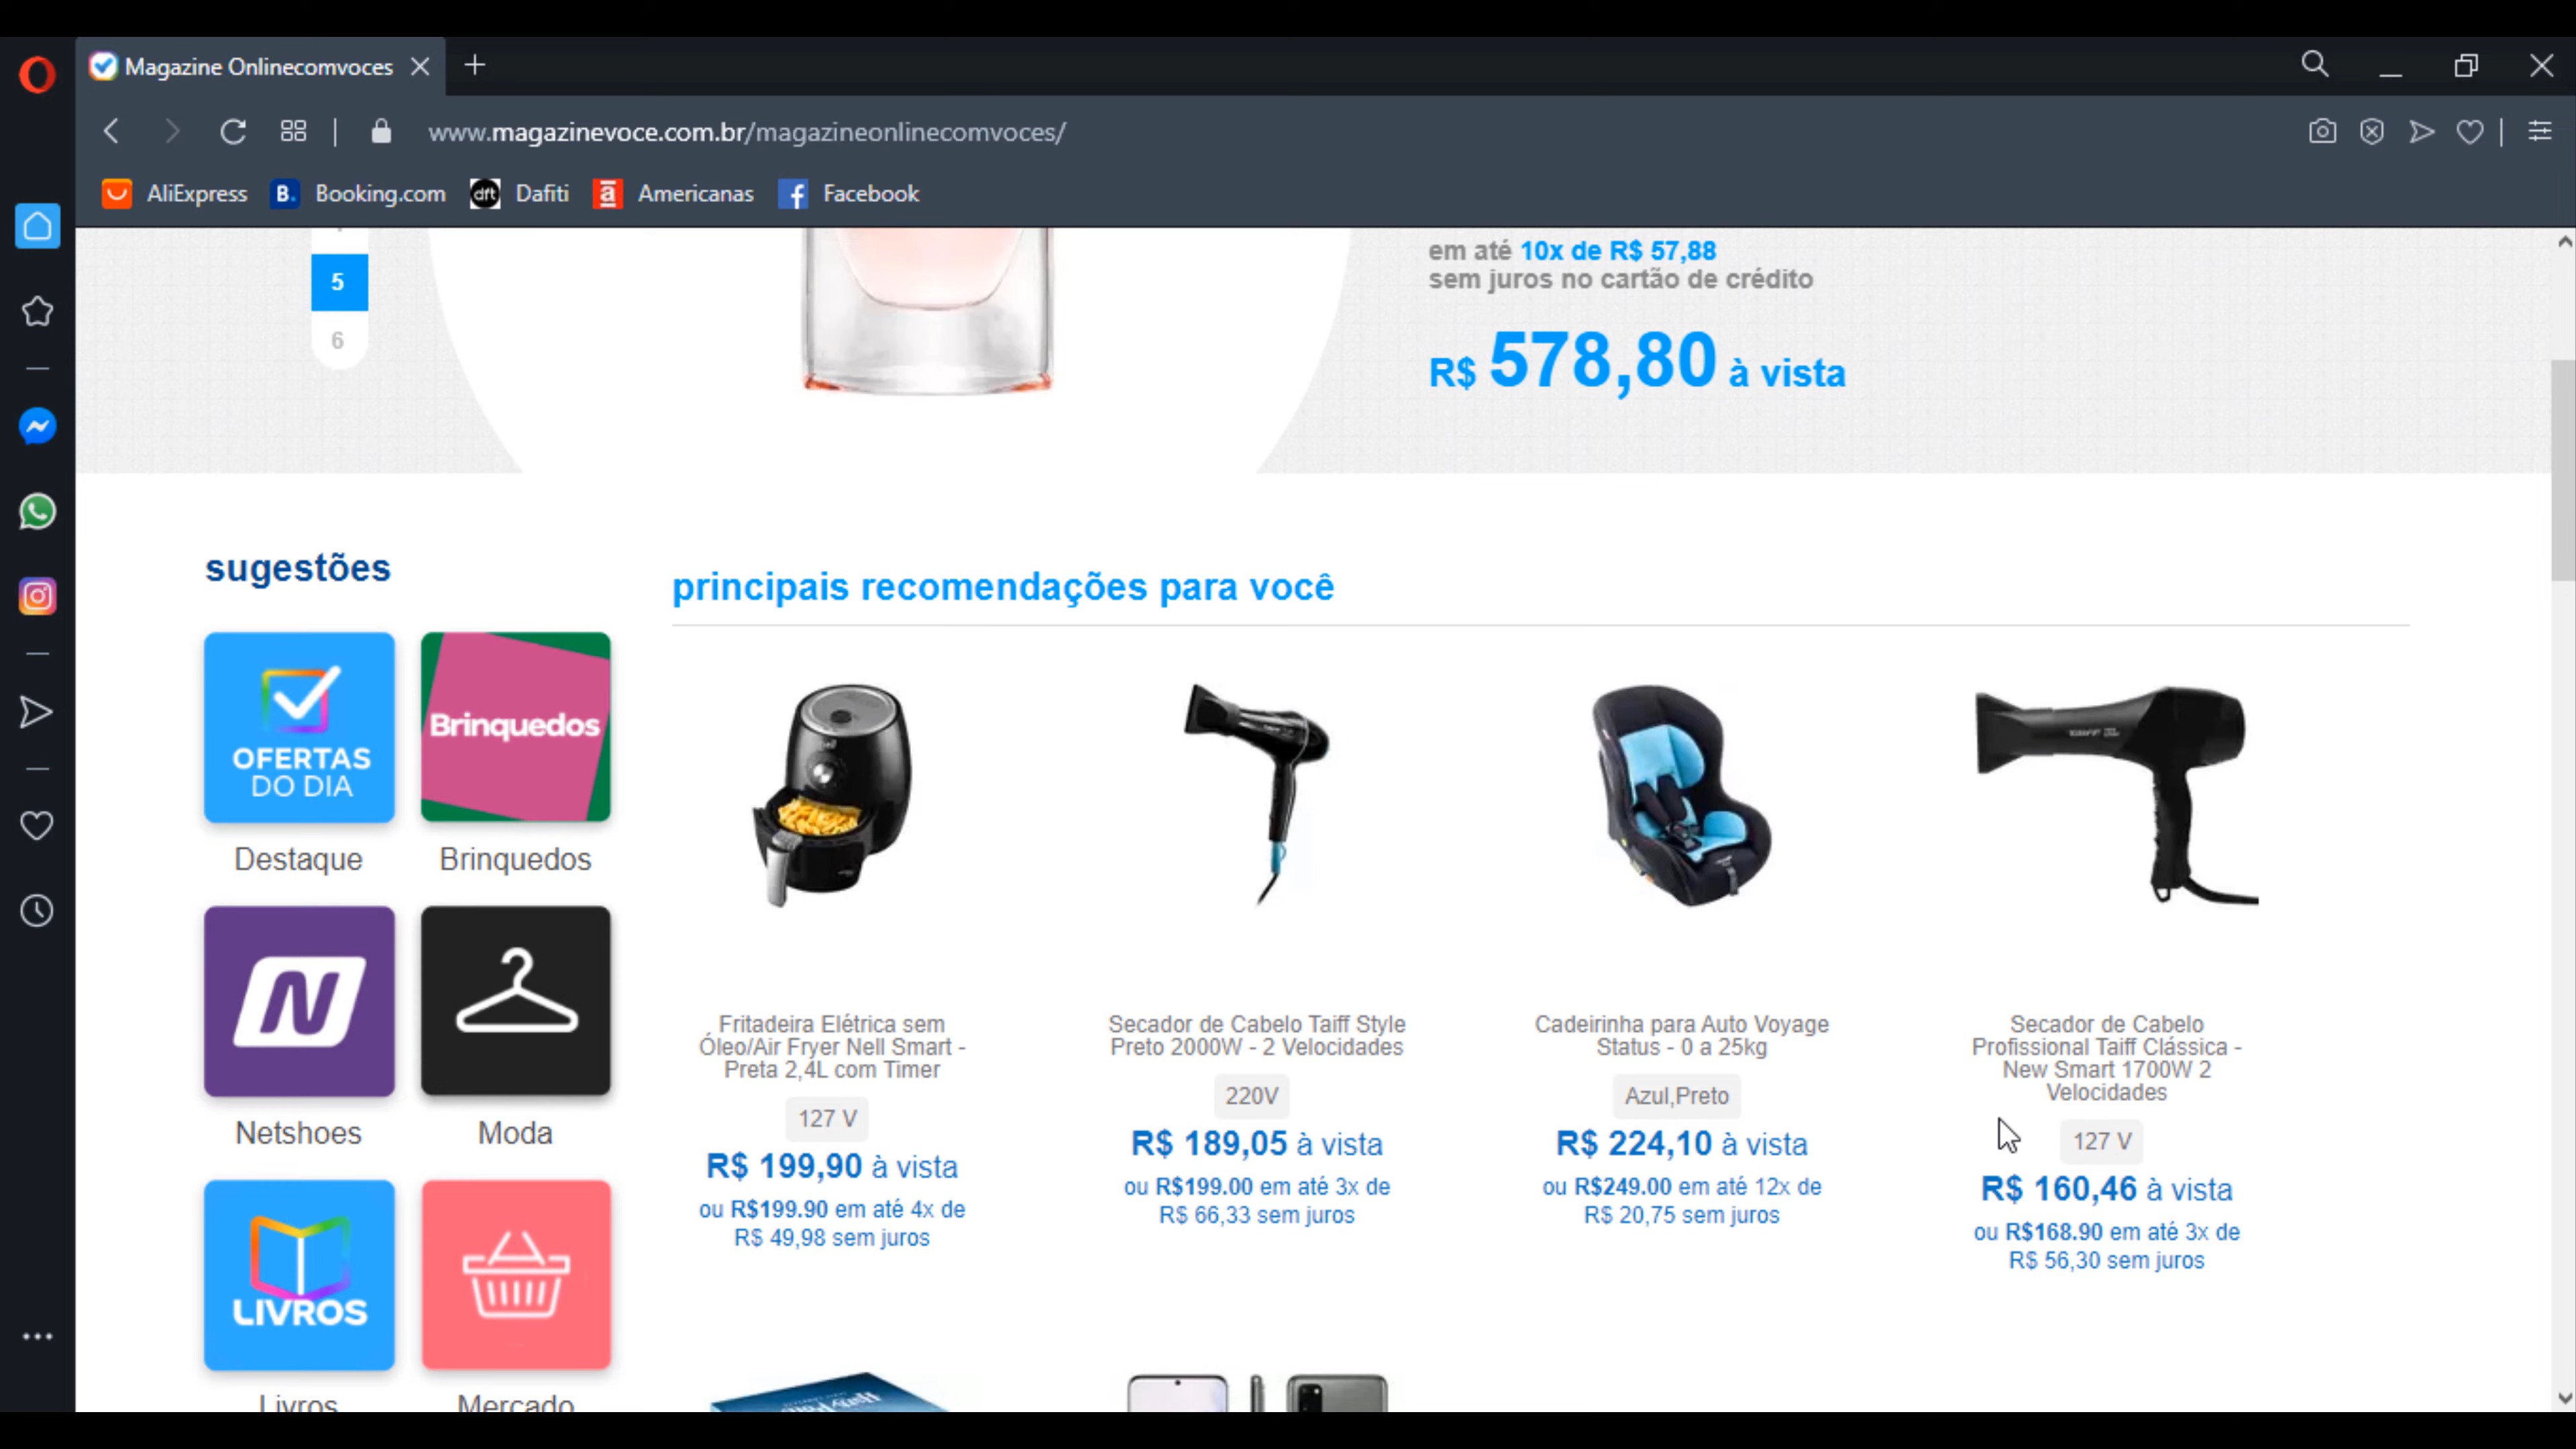 Magazine Onlinecomvoces
www.magazinevoce.com.br/magazineonlinecomvoces/
AliExpress
B. Booking.com
dft Dafiti
a Americanas
f Facebook
5
6
em até 10x de R$ 57,88
sem juros no cartão de crédito
R$ 578,80 à vista
sugestões
OFERTAS
DO DIA
Destaque
Brinquedos
Brinquedos
N
Netshoes
Moda
LIVROS
Livros
Mercado
principais recomendações para você
Fritadeira Elétrica sem
Óleo/Air Fryer Nell Smart -
Preta 2,4L com Timer
127 V
R$ 199,90 à vista
ou R$199.90 em até 4x de
R$ 49,98 sem juros
Secador de Cabelo Taiff Style
Preto 2000W - 2 Velocidades
220V
R$ 189,05 à vista
ou R$199.00 em até 3x de
R$ 66,33 sem juros
Cadeirinha para Auto Voyage
Status - 0 a 25kg
Azul,Preto
R$ 224,10 à vista
ou R$249.00 em até 12x de
R$ 20,75 sem juros
Secador de Cabelo
Profissional Taiff Clássica -
New Smart 1700W 2
Velocidades
127 V
R$ 160,46 à vista
ou R$168.90 em até 3x de
R$ 56,30 sem juros